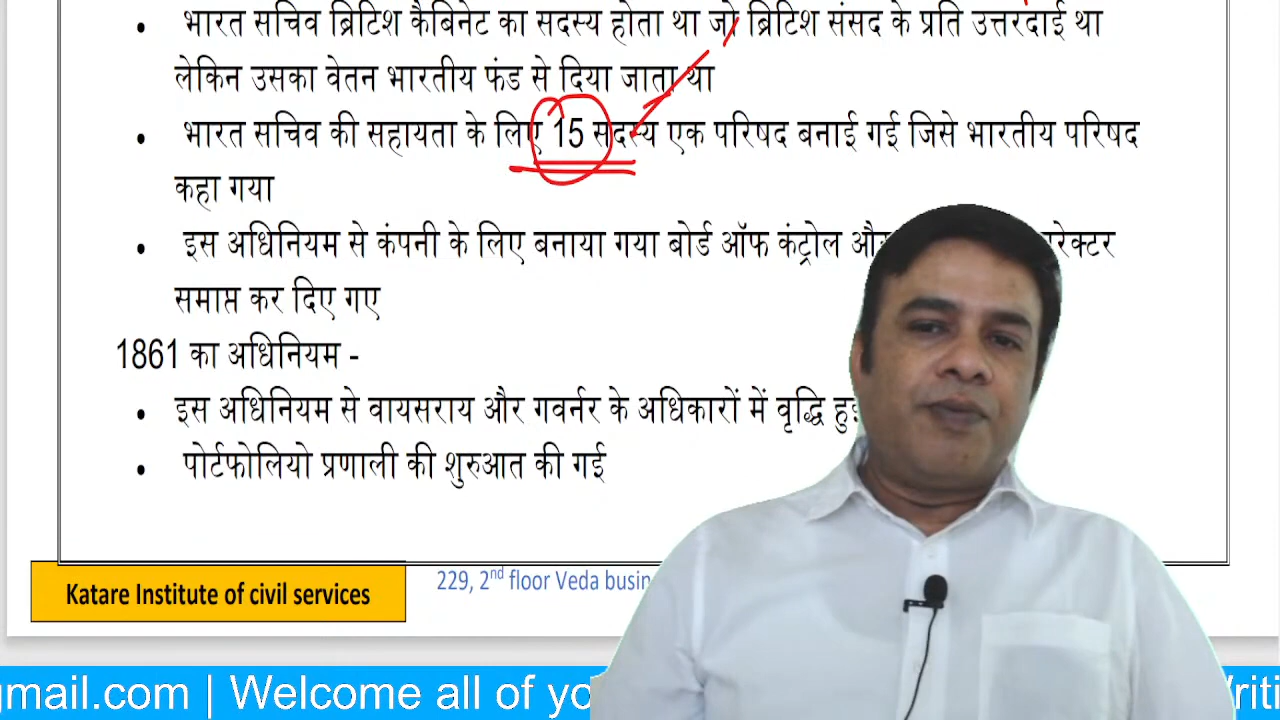 • भारत सचिव ब्रिटिश कैबिनेट का सदस्य होता था जो ब्रिटिश संसद के प्रति उत्तरदाई था
लेकिन उसका वेतन भारतीय फंड से दिया जाता था
• भारत सचिव की सहायता के लिए 15 सदस्य एक परिषद बनाई गई जिसे भारतीय परिषद
कहा गया
• इस अधिनियम से कंपनी के लिए बनाया गया बोर्ड ऑफ कंट्रोल और रेक्टर
समाप्त कर दिए गए
1861 का अधिनियम -
• इस अधिनियम से वायसराय और गवर्नर के अधिकारों में वृद्धि हुई
• पोर्टफोलियो प्रणाली की शुरुआत की गई
Katare Institute of civil services
229, 2nd floor Veda busin
gmail.com | Welcome all of yo Writi